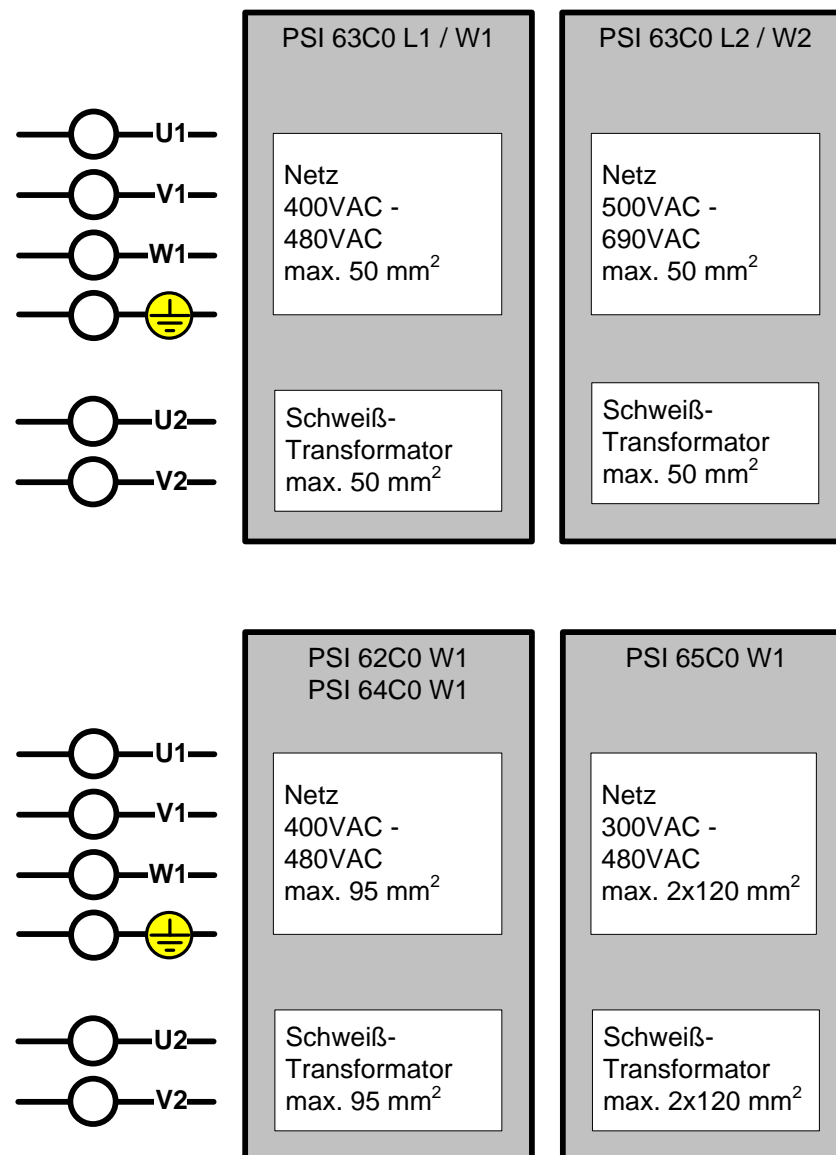 PSI 63C0 L1 / W1
PSI 63C0 L2 / W2
U1
V1
W1
U2
V2
Netz
400VAC -
480VAC
max. 50 mm²
Schweiß-
Transformator
max. 50 mm²
Netz
500VAC -
690VAC
max. 50 mm²
Schweiß-
Transformator
max. 50 mm²
PSI 62C0 W1
PSI 64C0 W1
PSI 65C0 W1
U1
V1
W1
U2
V2
Netz
400VAC -
480VAC
max. 95 mm²
Schweiß-
Transformator
max. 95 mm²
Netz
300VAC -
480VAC
max. 2x120 mm²
Schweiß-
Transformator
max. 2x120 mm²